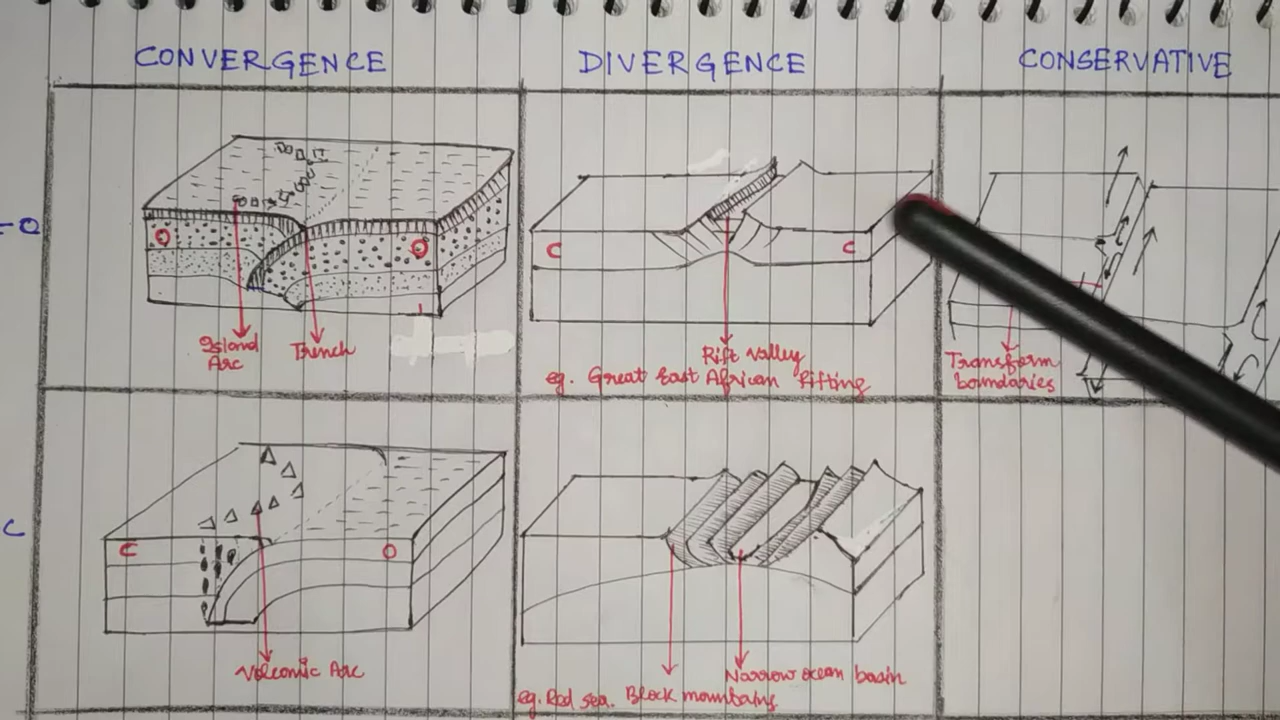 CONVERGENCE
DIVERGENCE
CONSERVATIVE
O
O
O
Island
Arc
Trench
C
C
Rift Valley
eg. Great East African Rifting
Transform
boundaries
C
C
O
Volcanic Arc
Narrow ocean basin
eg. Red sea. Block mountains